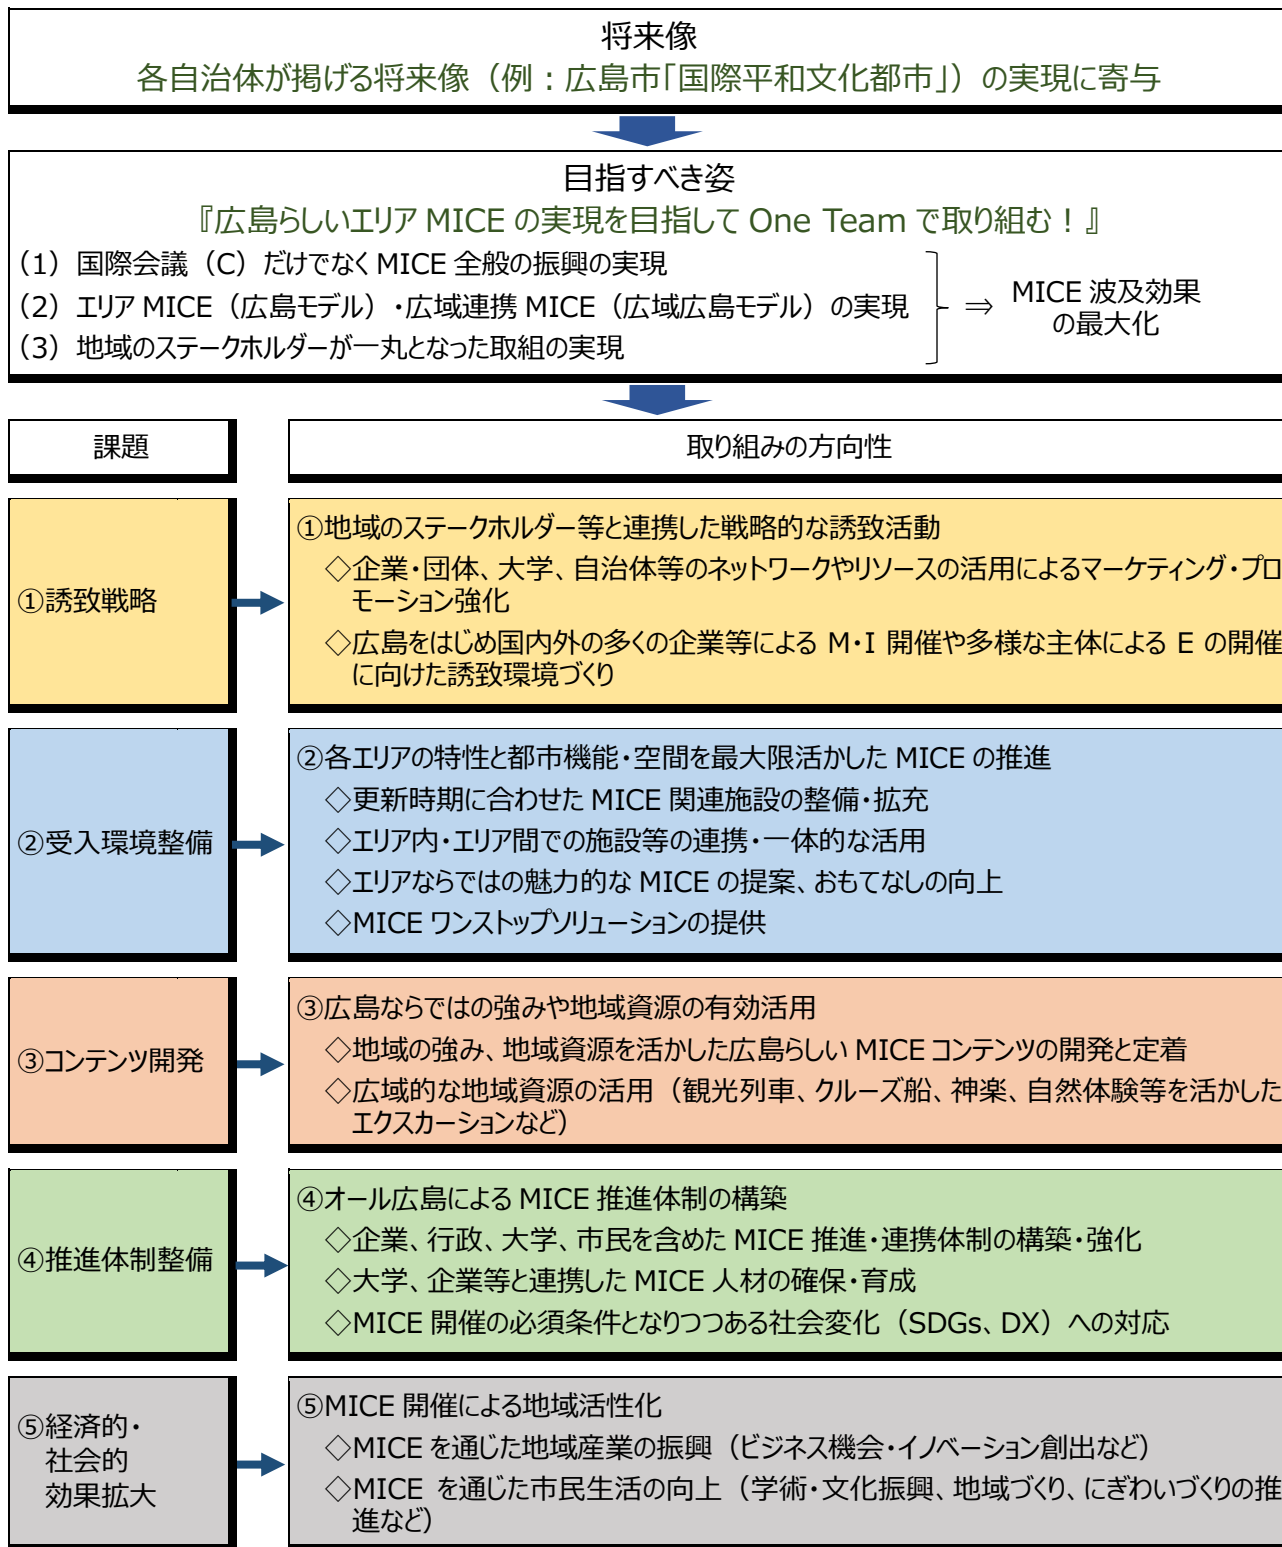 将来像
各自治体が掲げる将来像（例：広島市「国際平和文化都市」）の実現に寄与
目指すべき姿
『広島らしいエリア MICE の実現を目指して One Team で取り組む！』
（1）国際会議（C）だけでなく MICE 全般の振興の実現
（2）エリア MICE（広島モデル）・広域連携 MICE（広域広島モデル）の実現
（3）地域のステークホルダーが一丸となった取組の実現
⇒ MICE 波及効果
の最大化
課題
取り組みの方向性
①誘致戦略
①地域のステークホルダー等と連携した戦略的な誘致活動
◇企業・団体、大学、自治体等のネットワークやリソースの活用によるマーケティング・プロ
モーション強化
◇広島をはじめ国内外の多くの企業等による M・I 開催や多様な主体による E の開催
に向けた誘致環境づくり
②受入環境整備
②各エリアの特性と都市機能・空間を最大限活かした MICE の推進
◇更新時期に合わせた MICE 関連施設の整備・拡充
◇エリア内・エリア間での施設等の連携・一体的な活用
◇エリアならではの魅力的な MICE の提案、おもてなしの向上
◇MICE ワンストップソリューションの提供
③コンテンツ開発
③広島ならではの強みや地域資源の有効活用
◇地域の強み、地域資源を活かした広島らしい MICE コンテンツの開発と定着
◇広域的な地域資源の活用（観光列車、クルーズ船、神楽、自然体験等を活かした
エクスカーションなど）
④推進体制整備
④オール広島による MICE 推進体制の構築
◇企業、行政、大学、市民を含めた MICE 推進・連携体制の構築・強化
◇大学、企業等と連携した MICE 人材の確保・育成
◇MICE 開催の必須条件となりつつある社会変化（SDGs、DX）への対応
⑤経済的・
社会的
効果拡大
⑤MICE 開催による地域活性化
◇MICE を通じた地域産業の振興（ビジネス機会・イノベーション創出など）
◇MICE を通じた市民生活の向上（学術・文化振興、地域づくり、にぎわいづくりの推
進など）